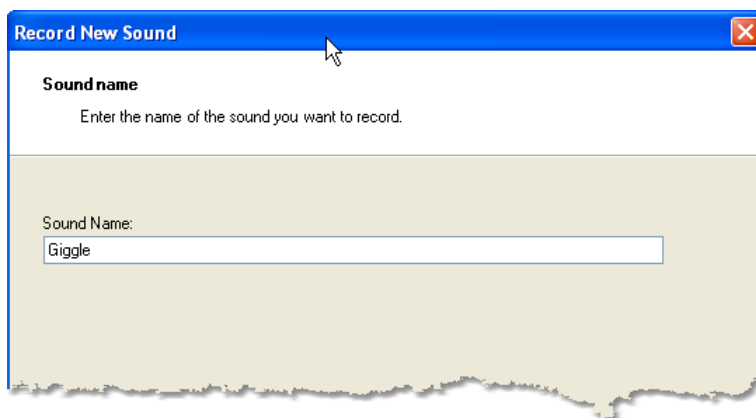 Record New Sound
Sound name
Enter the name of the sound you want to record.
Sound Name:
Giggle